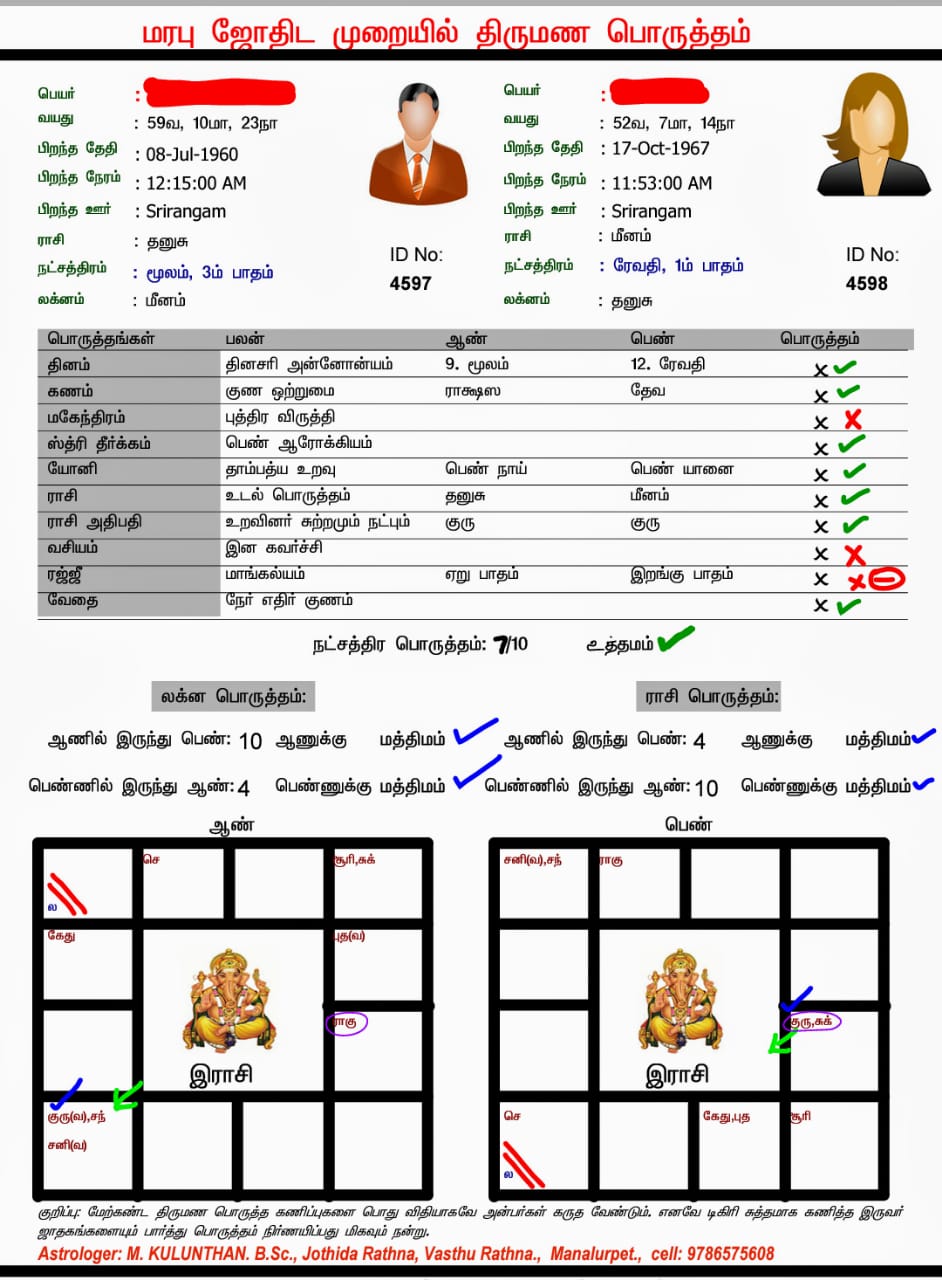 மரபு ஜோதிட முறையில் திருமண பொருத்தம்
பெயர் :
வயது : 59வ, 10மா, 23நா
பிறந்த தேதி : 08-Jul-1960
பிறந்த நேரம் : 12:15:00 AM
பிறந்த ஊர் : Srirangam
ராசி : தனுசு
நட்சத்திரம் : மூலம், 3ம் பாதம்
லக்னம் : மீனம்
ID No:
4597
பெயர் :
வயது : 52வ, 7மா, 14நா
பிறந்த தேதி : 17-Oct-1967
பிறந்த நேரம் : 11:53:00 AM
பிறந்த ஊர் : Srirangam
ராசி : மீனம்
நட்சத்திரம் : ரேவதி, 1ம் பாதம்
லக்னம் : தனுசு
ID No:
4598
பொருத்தங்கள் பலன் ஆண் பெண் பொருத்தம்
தினம் தினசரி அன்னோன்யம் 9. மூலம் 12. ரேவதி x
கணம் குண ஒற்றுமை ராக்ஷஸ தேவ x
மகேந்திரம் புத்திர விருத்தி x
ஸ்த்ரி தீர்க்கம் பெண் ஆரோக்கியம் x
யோனி தாம்பத்ய உறவு பெண் நாய் பெண் யானை x
ராசி உடல் பொருத்தம் தனுசு மீனம் x
ராசி அதிபதி உறவினர் சுற்றமும் நட்பும் குரு குரு x
வசியம் இன கவர்ச்சி x
ரஜ்ஜீ மாங்கல்யம் ஏறு பாதம் இறங்கு பாதம் x
வேதை நேர் எதிர் குணம் x
நட்சத்திர பொருத்தம்: 7/10 உத்தமம்
லக்ன பொருத்தம்:
ஆணில் இருந்து பெண்: 10 ஆணுக்கு மத்திமம்
பெண்ணில் இருந்து ஆண்: 4 பெண்ணுக்கு மத்திமம்
ராசி பொருத்தம்:
ஆணில் இருந்து பெண்: 4 ஆணுக்கு மத்திமம்
பெண்ணில் இருந்து ஆண்: 10 பெண்ணுக்கு மத்திமம்
ஆண்
செ
சூரி,சுக்
ல
கேது
புத(வ)
ராகு
இராசி
குரு(வ),சந்
சனி(வ)
பெண்
சனி(வ),சந்
ராகு
குரு,சுக்
இராசி
செ
கேது,புத
சூரி
ல
குறிப்பு: மேற்கண்ட திருமண பொருத்த கணிப்புகளை பொது விதியாகவே அன்பர்கள் கருத வேண்டும். எனவே டிகிரி சுத்தமாக கணித்த இருவர்
ஜாதகங்களையும் பார்த்து பொருத்தம் நிர்ணயிப்பது மிகவும் நன்று.
Astrologer: M. KULUNTHAN. B.Sc., Jothida Rathna, Vasthu Rathna., Manalurpet., cell: 9786575608